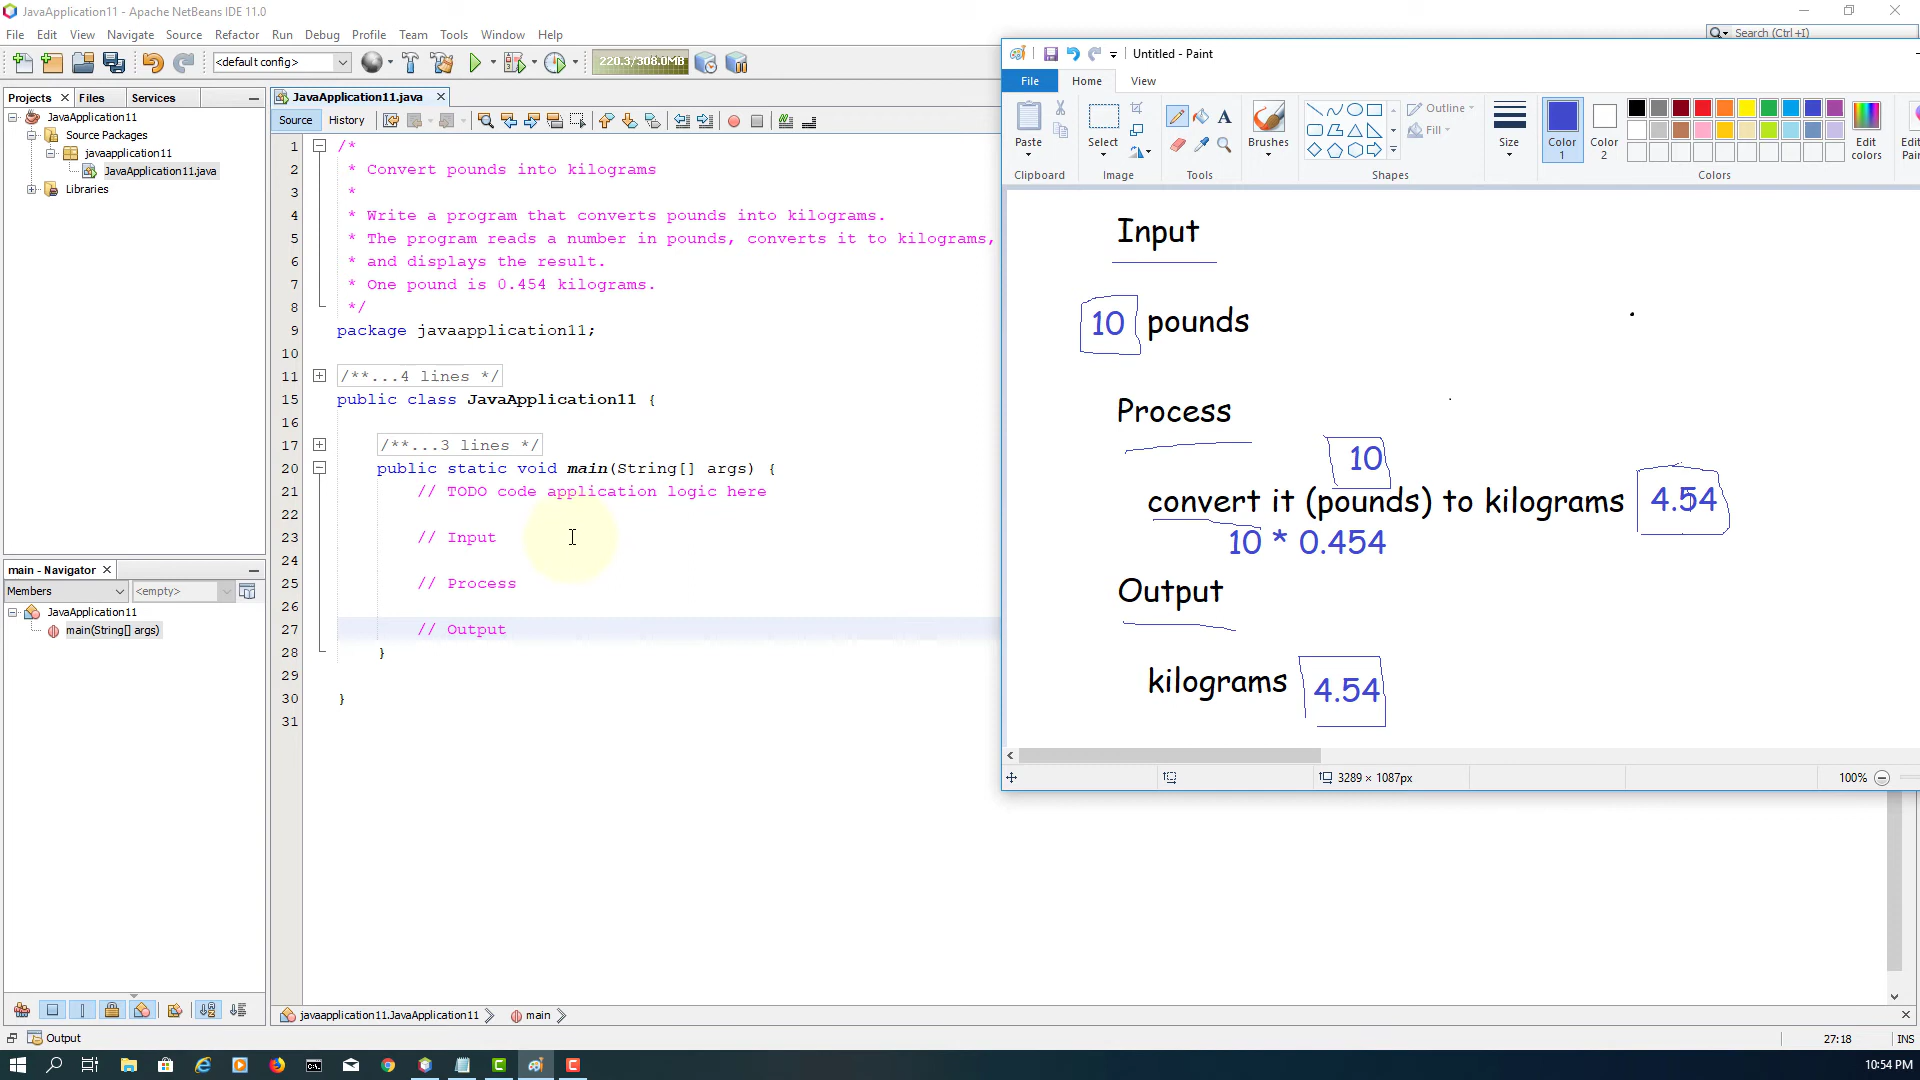 JavaApplication11 - Apache NetBeans IDE 11.0
File Edit View Navigate Source Refactor Run Debug Profile Team Tools Window Help
Search (Ctrl+I)
<default config>
220.3/308.0MB
Projects Files Services
JavaApplication11
Source Packages
javaapplication11
JavaApplication11.java
Libraries
main - Navigator
Members <empty>
JavaApplication11
main(String[] args)
JavaApplication11.java
Source History
1 /*
2 * Convert pounds into kilograms
3 *
4 * Write a program that converts pounds into kilograms.
5 * The program reads a number in pounds, converts it to kilograms,
6 * and displays the result.
7 * One pound is 0.454 kilograms.
8 */
9 package javaapplication11;
10
11 /**...4 lines */
15 public class JavaApplication11 {
16
17 /**...3 lines */
20 public static void main(String[] args) {
21 // TODO code application logic here
22
23 // Input
24
25 // Process
26
27 // Output
28 }
29
30 }
31
Untitled - Paint
File Home View
Paste
Clipboard
Select
Image
Tools
Brushes
Outline
Fill
Shapes
Size
Color 1
Color 2
Edit colors
Colors
Input
10 pounds
Process
10
convert it (pounds) to kilograms 4.54
10 * 0.454
Output
kilograms 4.54
3289 × 1087px
100%
javaapplication11.JavaApplication11 main
Output
27:18 INS
10:54 PM